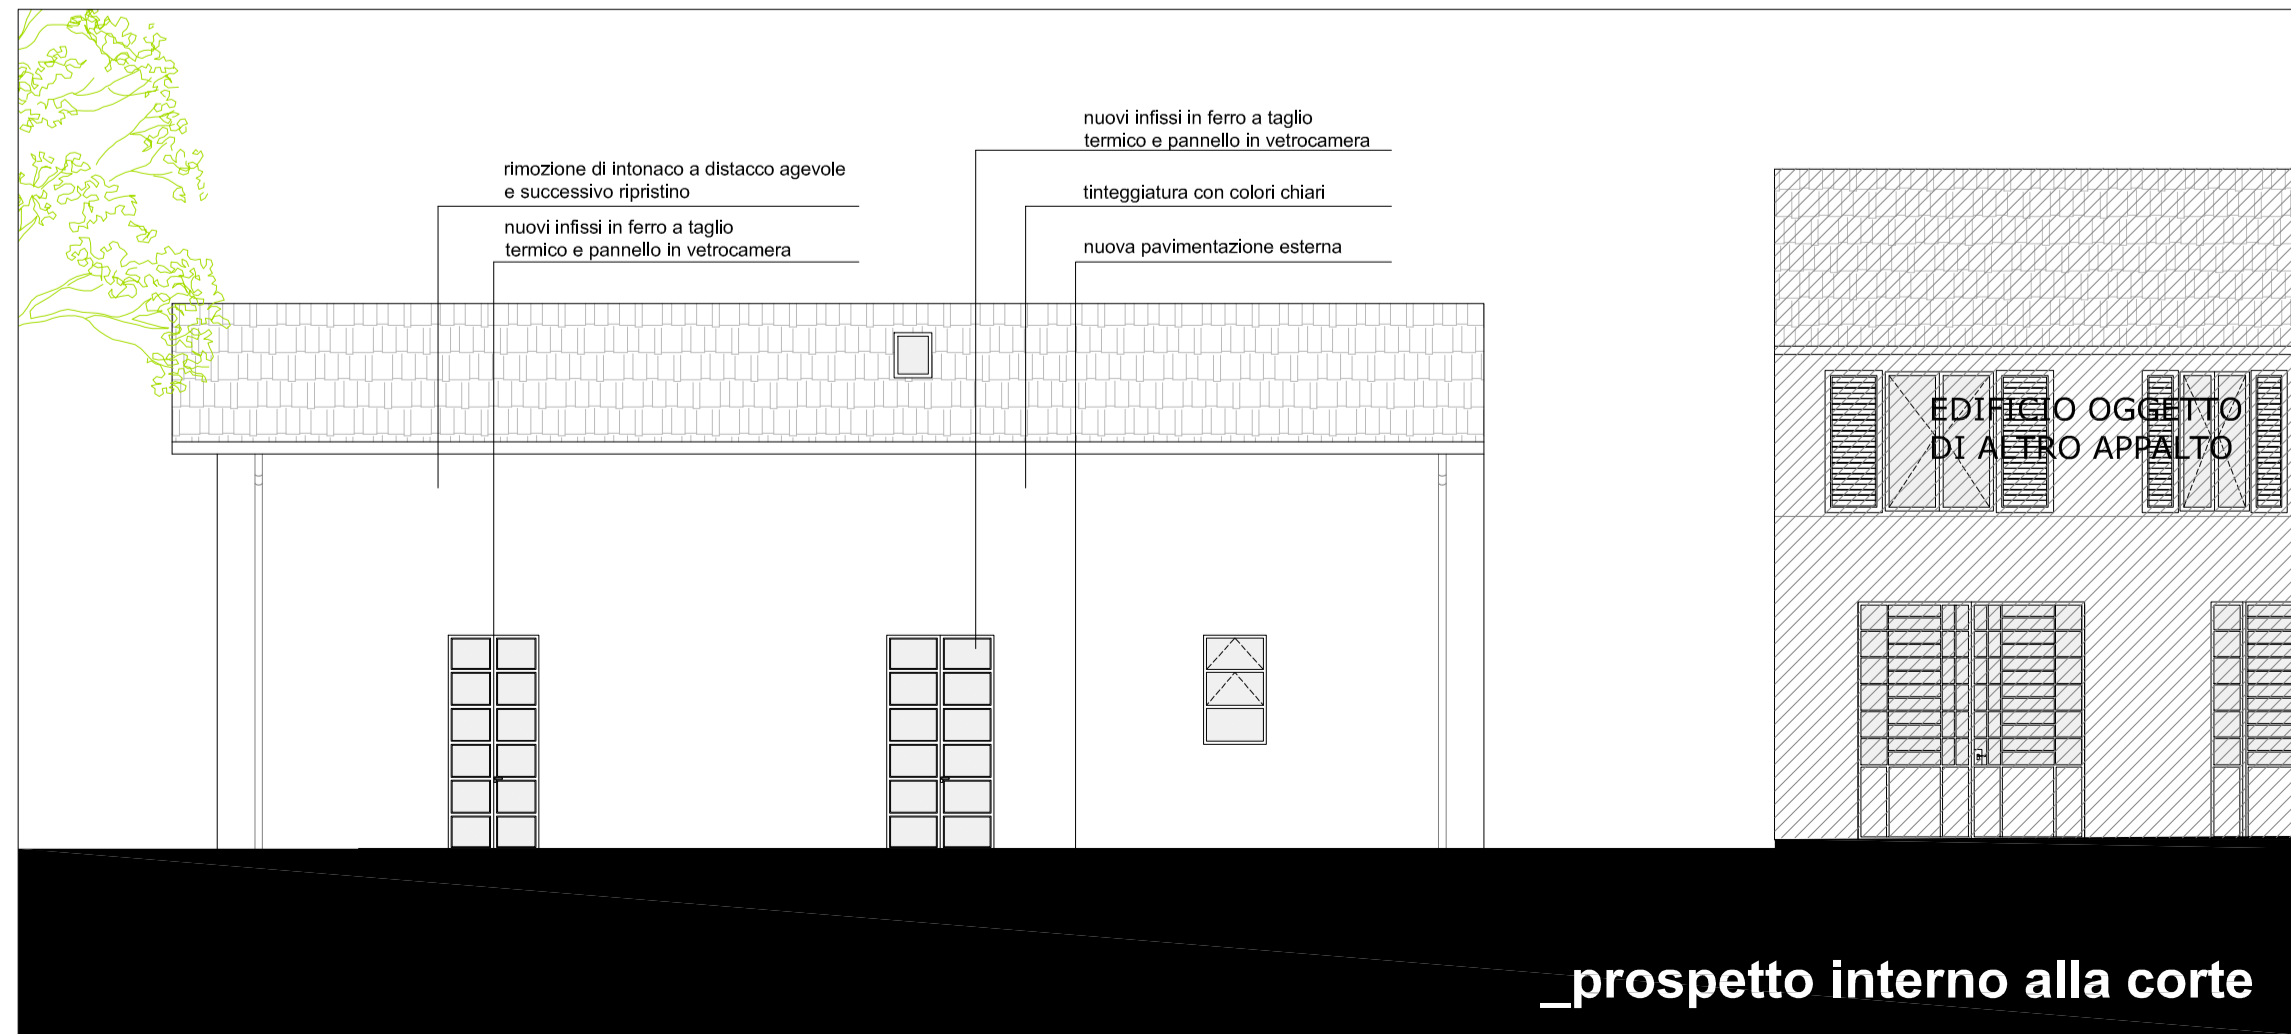 rimozione di intonaco a distacco agevole
e successivo ripristino
nuovi infissi in ferro a taglio
termico e pannello in vetrocamera
nuovi infissi in ferro a taglio
termico e pannello in vetrocamera
tinteggiatura con colori chiari
nuova pavimentazione esterna
EDIFICIO OGGETTO
DI ALTRO APPALTO
_prospetto interno alla corte